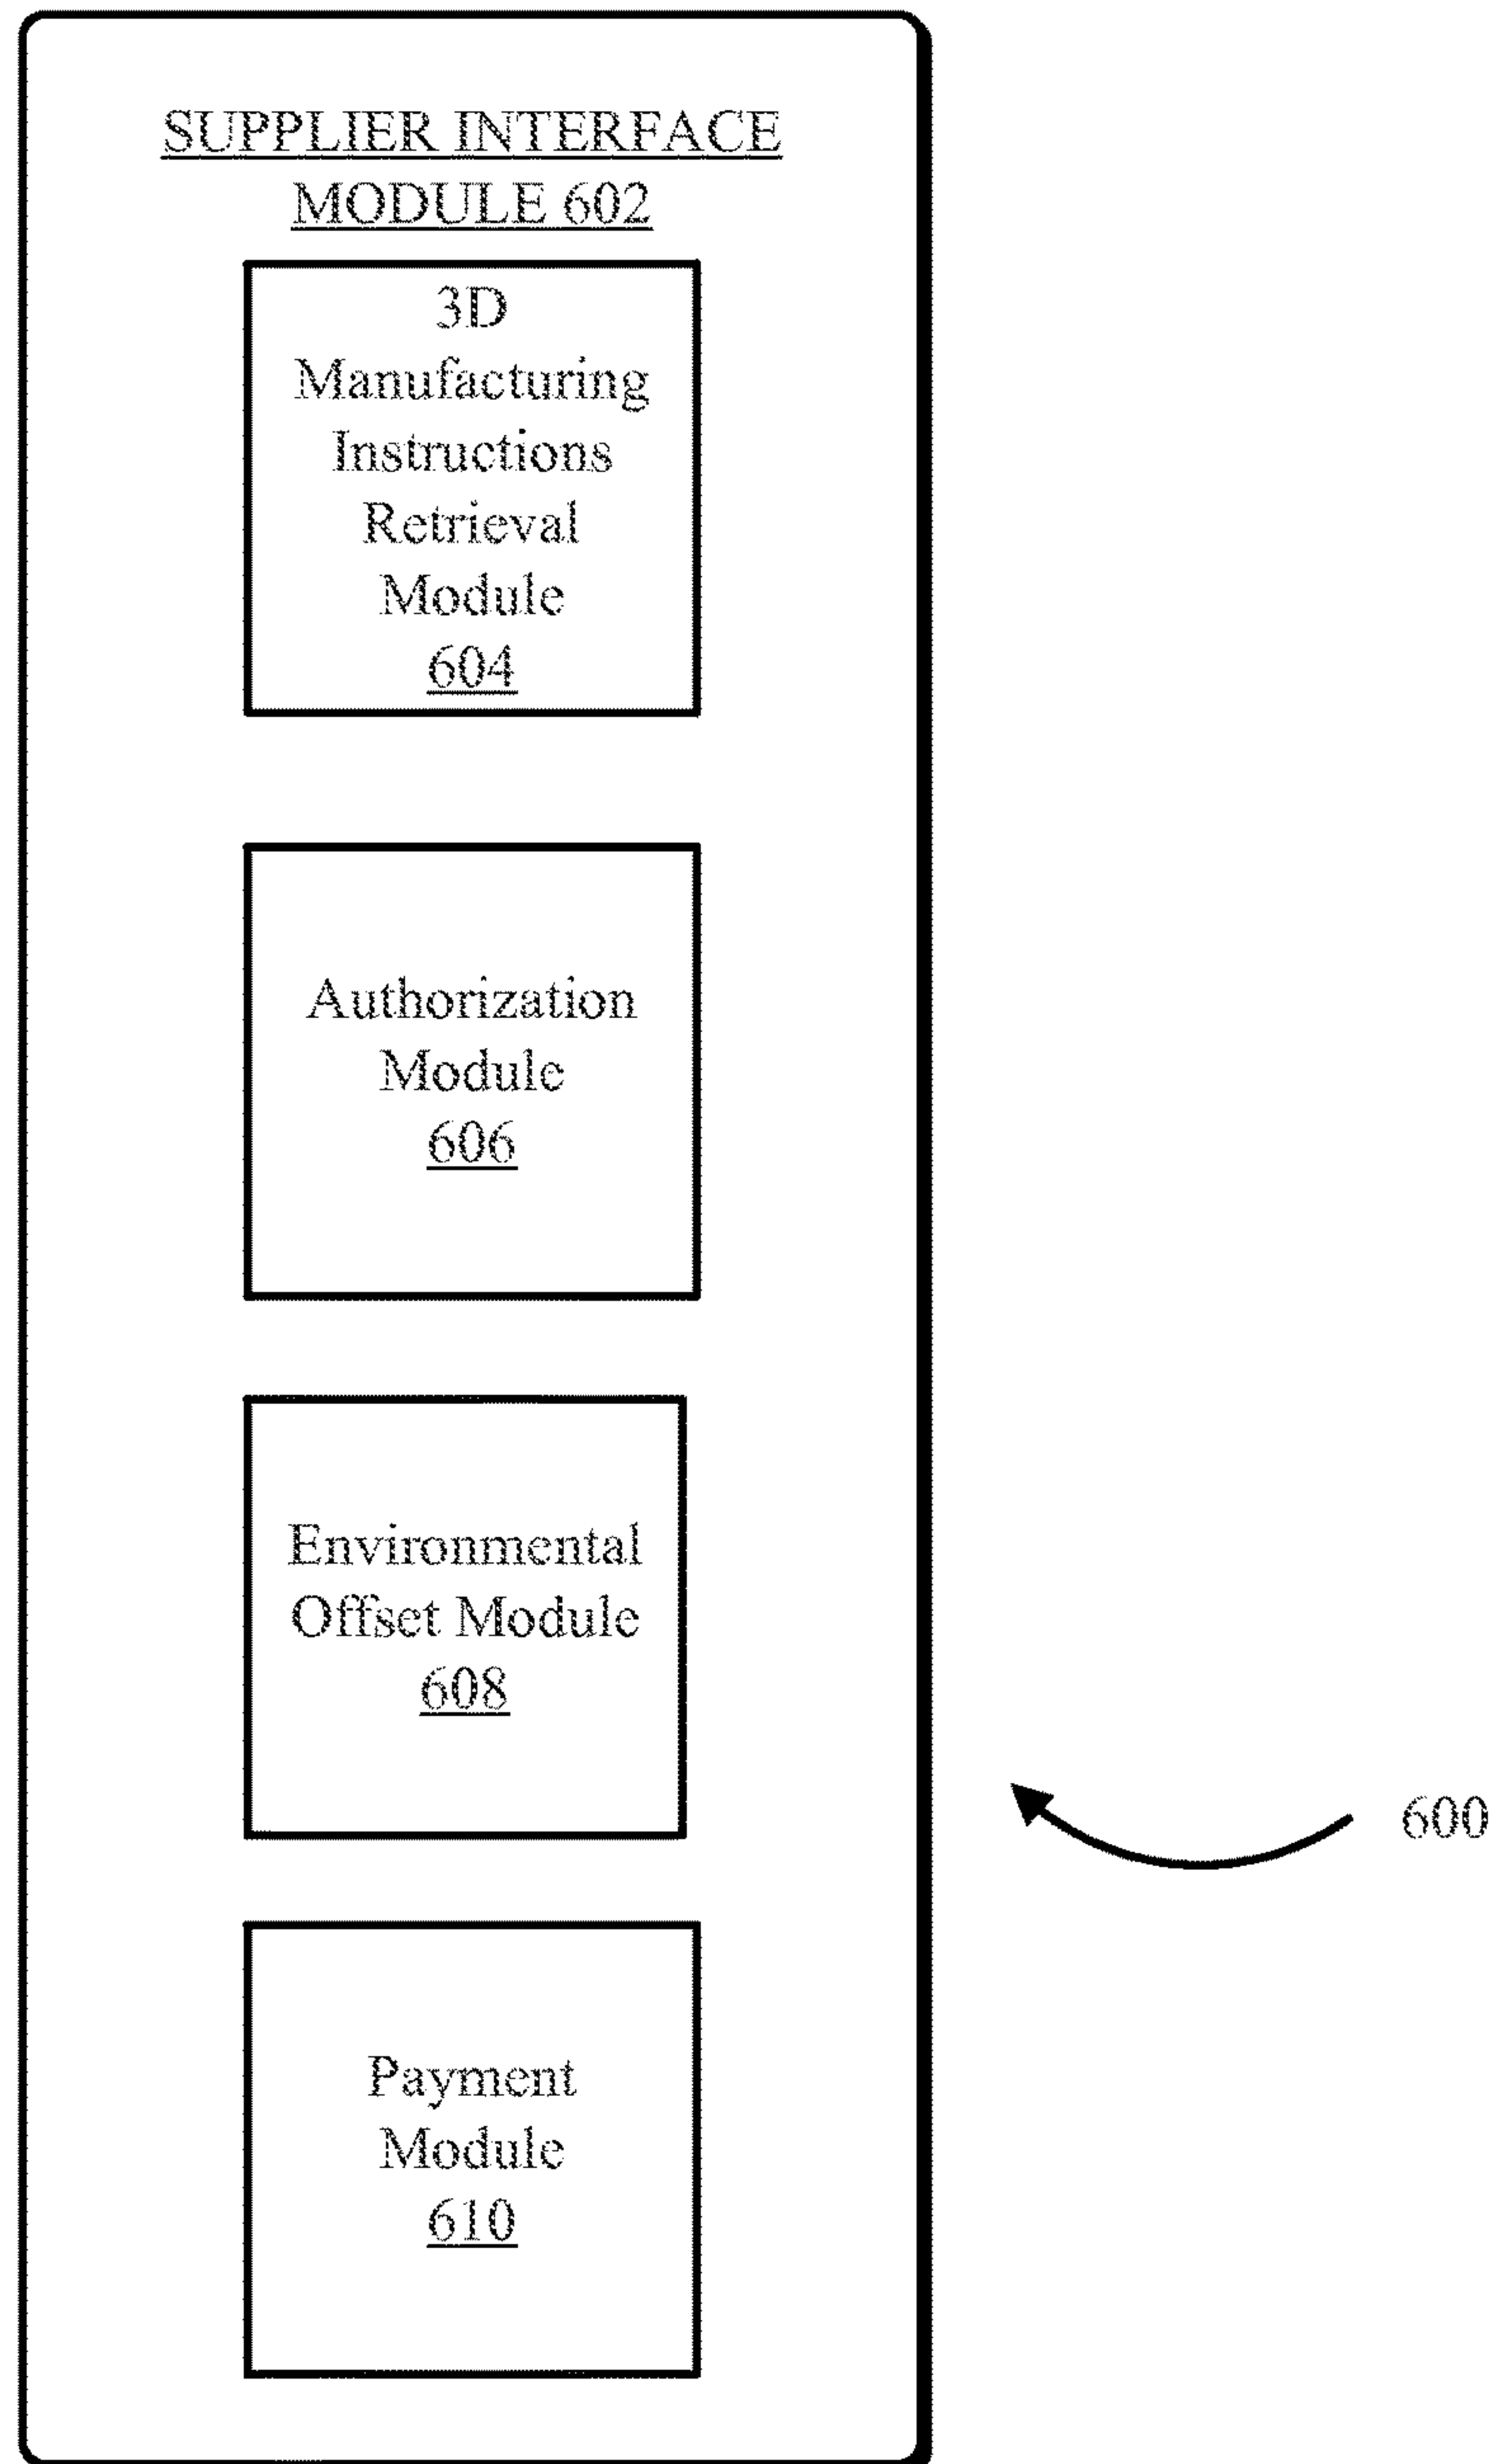 SUPPLIER INTERFACE
MODULE 602
3D
Manufacturing
Instructions
Retrieval
Module
604
Authorization
Module
606
Environmental
Offset Module
608
600
Payment
Module
610